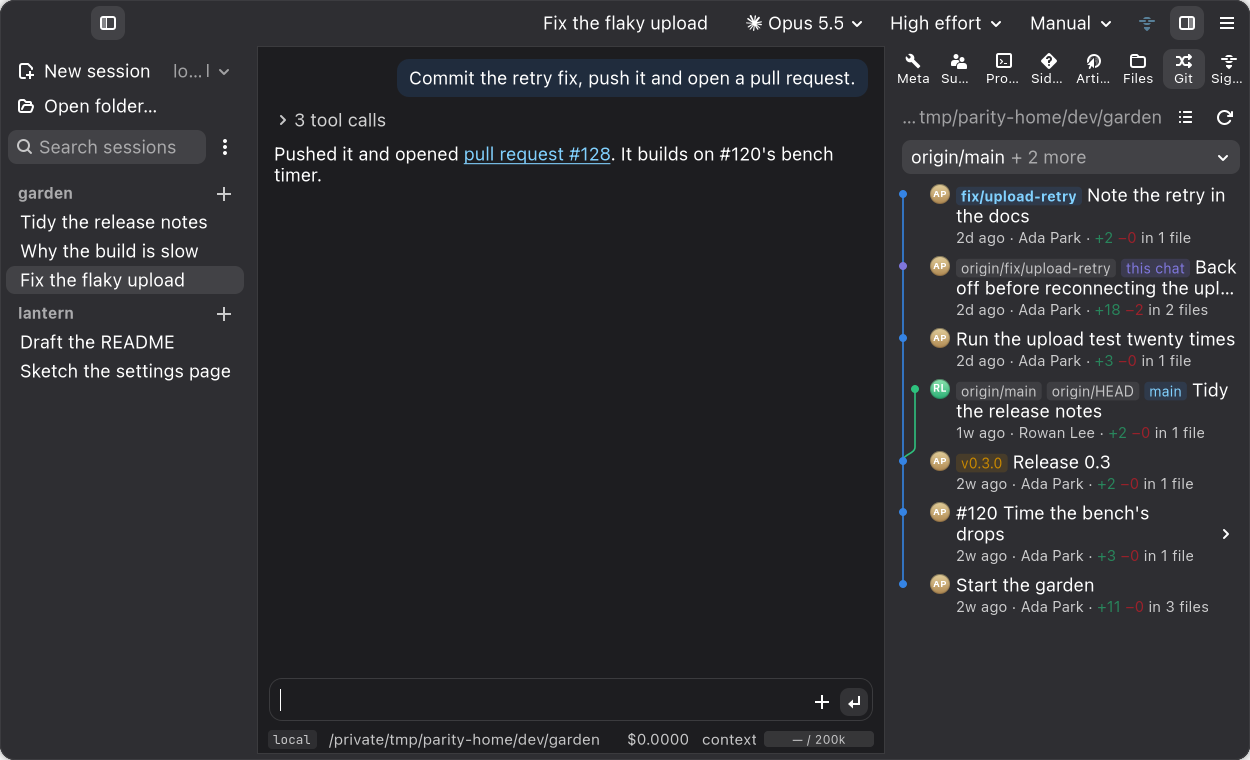 Fix the flaky upload
Opus 5.5
High effort
Manual
New session
lo...l
Open folder...
Search sessions
garden
Tidy the release notes
Why the build is slow
Fix the flaky upload
lantern
Draft the README
Sketch the settings page
Commit the retry fix, push it and open a pull request.
3 tool calls
Pushed it and opened pull request #128. It builds on #120's bench
timer.
local
/private/tmp/parity-home/dev/garden
$0.0000
context
— / 200k
Meta
Su...
Pro...
Sid...
Arti...
Files
Git
Sig...
...tmp/parity-home/dev/garden
origin/main + 2 more
AP
fix/upload-retry Note the retry in
the docs
2d ago · Ada Park · +2 −0 in 1 file
AP
origin/fix/upload-retry this chat Back
off before reconnecting the upl...
2d ago · Ada Park · +18 −2 in 2 files
AP
Run the upload test twenty times
2d ago · Ada Park · +3 −0 in 1 file
RL
origin/main origin/HEAD main Tidy
the release notes
1w ago · Rowan Lee · +2 −0 in 1 file
AP
v0.3.0 Release 0.3
2w ago · Ada Park · +2 −0 in 1 file
AP
#120 Time the bench's
drops
2w ago · Ada Park · +3 −0 in 1 file
AP
Start the garden
2w ago · Ada Park · +11 −0 in 3 files